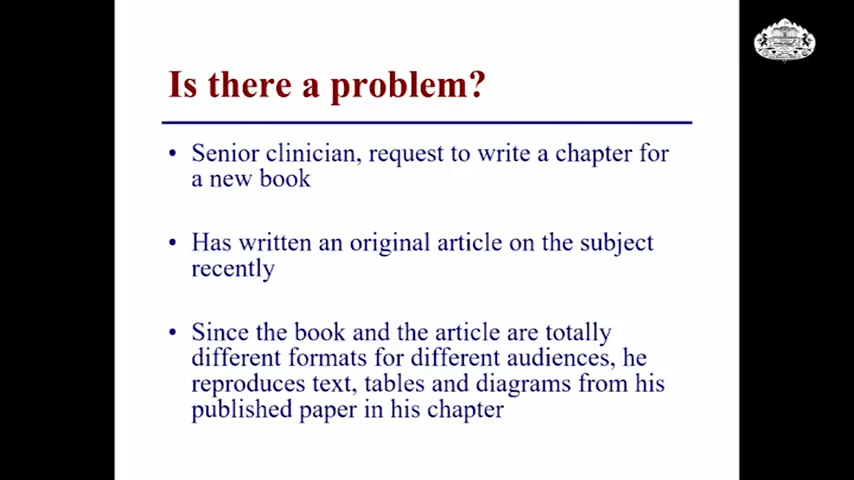 Is there a problem?
• Senior clinician, request to write a chapter for
a new book
• Has written an original article on the subject
recently
• Since the book and the article are totally
different formats for different audiences, he
reproduces text, tables and diagrams from his
published paper in his chapter